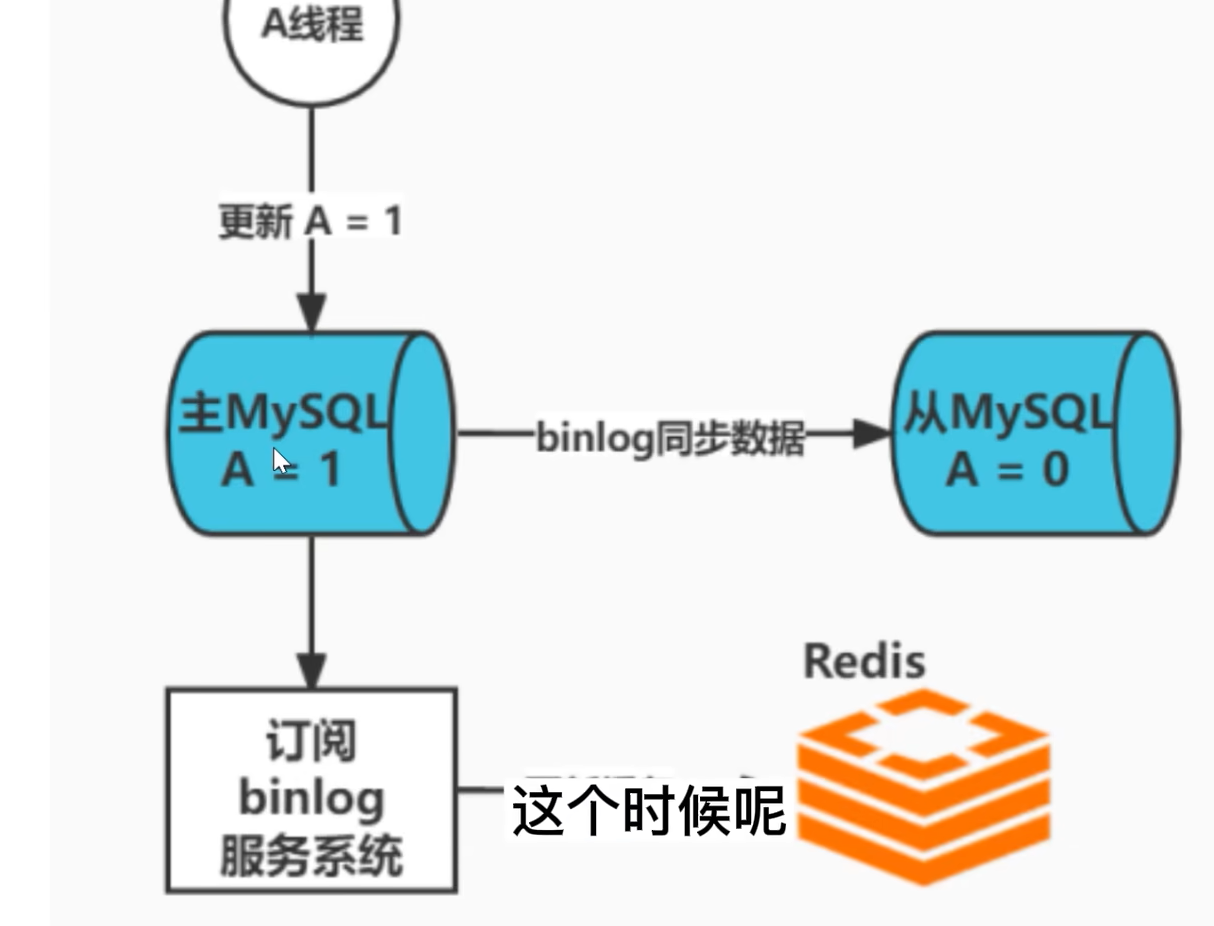 A线程
更新 A = 1
主MySQL
A = 1
binlog同步数据
从MySQL
A = 0
Redis
订阅
binlog
服务系统
这个时候呢